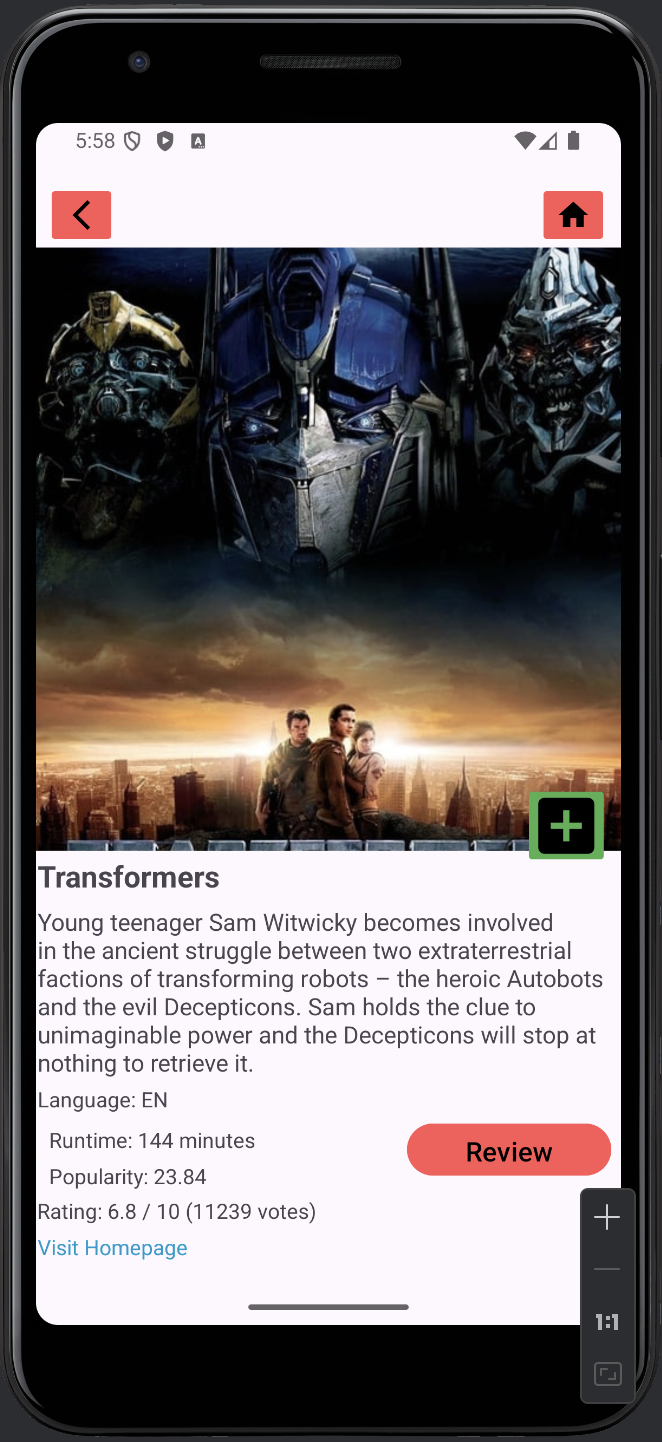 5:58
A
Transformers
Young teenager Sam Witwicky becomes involved
in the ancient struggle between two extraterrestrial
factions of transforming robots – the heroic Autobots
and the evil Decepticons. Sam holds the clue to
unimaginable power and the Decepticons will stop at
nothing to retrieve it.
Language: EN
Runtime: 144 minutes
Review
Popularity: 23.84
Rating: 6.8 / 10 (11239 votes)
Visit Homepage
1:1